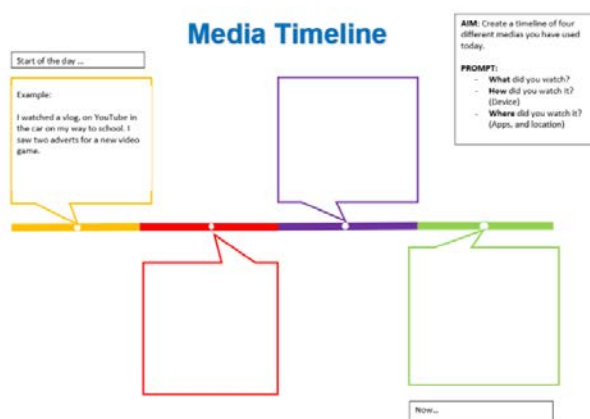 Media Timeline
AIM: Create a timeline of four
different medias you have used
today.
PROMPT:
- What did you watch?
- How did you watch it?
(Device)
- Where did you watch it?
(Apps, and location)
Start of the day ...
Example:
I watched a vlog, on YouTube in
the car on my way to school. I
saw two adverts for a new video
game.
Now...